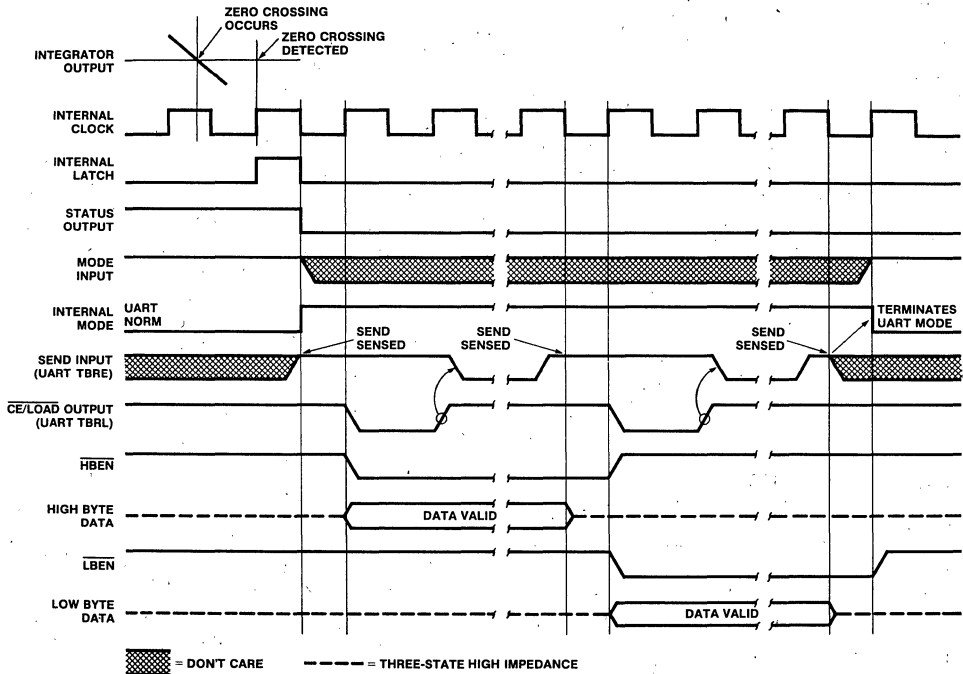 ZERO CROSSING
OCCURS
ZERO CROSSING
DETECTED
INTEGRATOR
OUTPUT
INTERNAL
CLOCK
INTERNAL
LATCH
STATUS
OUTPUT
MODE
INPUT
INTERNAL
MODE
UART
NORM
TERMINATES
UART MODE
SEND
SENSED
SEND
SENSED
SEND
SENSED
SEND INPUT
(UART TBRE)
CE/LOAD OUTPUT
(UART TBRL)
HBEN
HIGH BYTE
DATA
DATA VALID
LBEN
LOW BYTE
DATA
DATA VALID
= DON'T CARE
= THREE-STATE HIGH IMPEDANCE